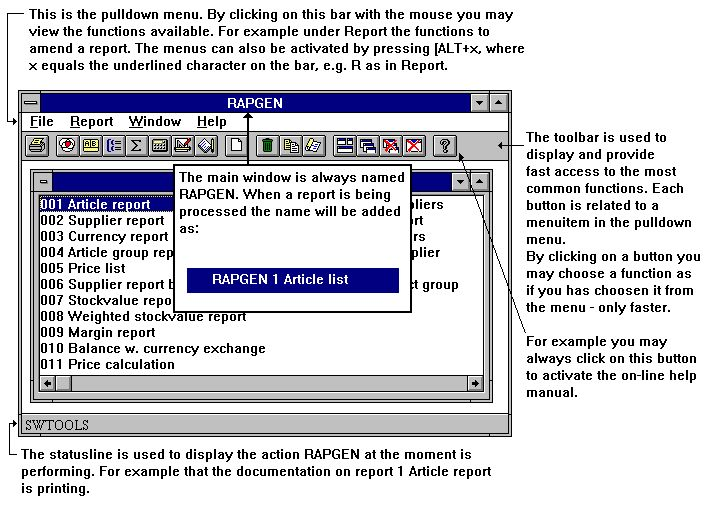 This is the pulldown menu. By clicking on this bar with the mouse you may
view the functions available. For example under Report the functions to
amend a report. The menus can also be activated by pressing [ALT+x, where
x equals the underlined character on the bar, e.g. R as in Report.
RAPGEN
File Report Window Help
The toolbar is used to
display and provide
fast access to the most
common functions. Each
button is related to a
menuitem in the pulldown
menu.
By clicking on a button you
may choose a function as
if you has choosen it from
the menu - only faster.
For example you may
always click on this button
to activate the on-line help
manual.
The main window is always named
RAPGEN. When a report is being
processed the name will be added
as:
RAPGEN 1 Article list
001 Article report
002 Supplier report
003 Currency report
004 Article group rep
005 Price list
006 Supplier report b
ct group
007 Stockvalue repo
008 Weighted stockvalue report
009 Margin report
010 Balance w. currency exchange
011 Price calculation
SWTOOLS
The statusline is used to display the action RAPGEN at the moment is
performing. For example that the documentation on report 1 Article report
is printing.